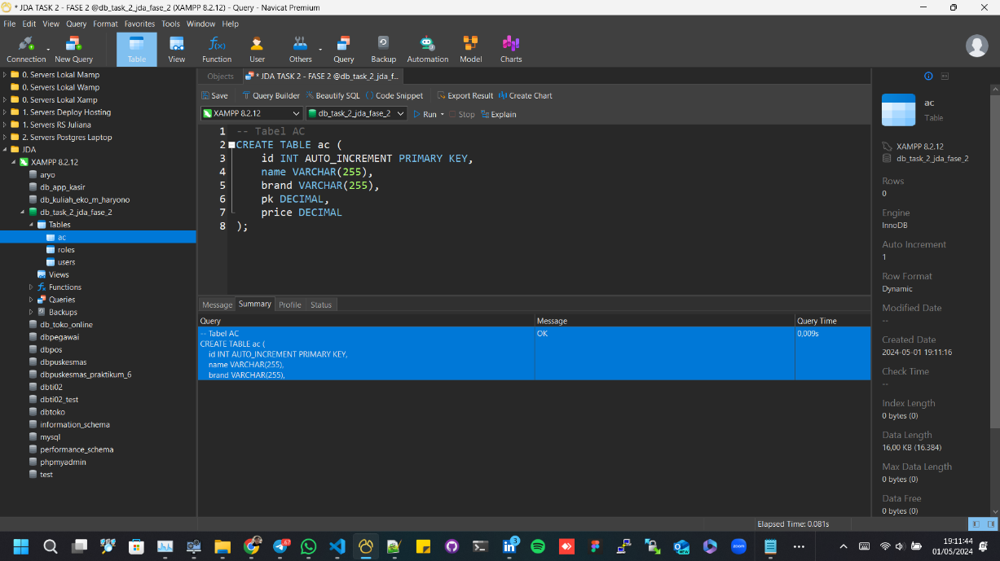 * JDA TASK 2 - FASE 2 @db_task_2_jda_fase_2 (XAMPP 8.2.12) - Query - Navicat Premium
File Edit View Query Format Favorites Tools Window Help
Connection New Query Table View Function User Others Query Backup Automation Model Charts
0. Servers Lokal Mamp
0. Servers Lokal Wamp
0. Servers Lokal Xamp
1. Servers Deploy Hosting
1. Servers RS Juliana
2. Servers Postgres Laptop
JDA
XAMPP 8.2.12
aryo
db_app_kasir
db_kuliah_eko_m_haryono
db_task_2_jda_fase_2
Tables
ac
roles
users
Views
Functions
Queries
Backups
db_toko_online
dbpegawai
dbpos
dbpuskesmas
dbpuskesmas_praktikum_6
dbti02
dbti02_test
dbtoko
information_schema
mysql
performance_schema
phpmyadmin
test
Objects * JDA TASK 2 - FASE 2 @db_task_2_jda_f...
Save Query Builder Beautify SQL () Code Snippet Export Result Create Chart
XAMPP 8.2.12 db_task_2_jda_fase_2 Run Stop Explain
1 -- Tabel AC
2 CREATE TABLE ac (
3 id INT AUTO_INCREMENT PRIMARY KEY,
4 name VARCHAR(255),
5 brand VARCHAR(255),
6 pk DECIMAL,
7 price DECIMAL
8 );
Message Summary Profile Status
Query Message Query Time
-- Tabel AC OK 0,009s
CREATE TABLE ac (
id INT AUTO_INCREMENT PRIMARY KEY,
name VARCHAR(255),
brand VARCHAR(255),
ac
Table
XAMPP 8.2.12
db_task_2_jda_fase_2
Rows
0
Engine
InnoDB
Auto Increment
1
Row Format
Dynamic
Modified Date
--
Created Date
2024-05-01 19:11:16
Check Time
--
Index Length
0 bytes (0)
Data Length
16,00 KB (16.384)
Max Data Length
0 bytes (0)
Data Free
0 bytes (0)
Elapsed Time: 0.081s
19:11:44
01/05/2024